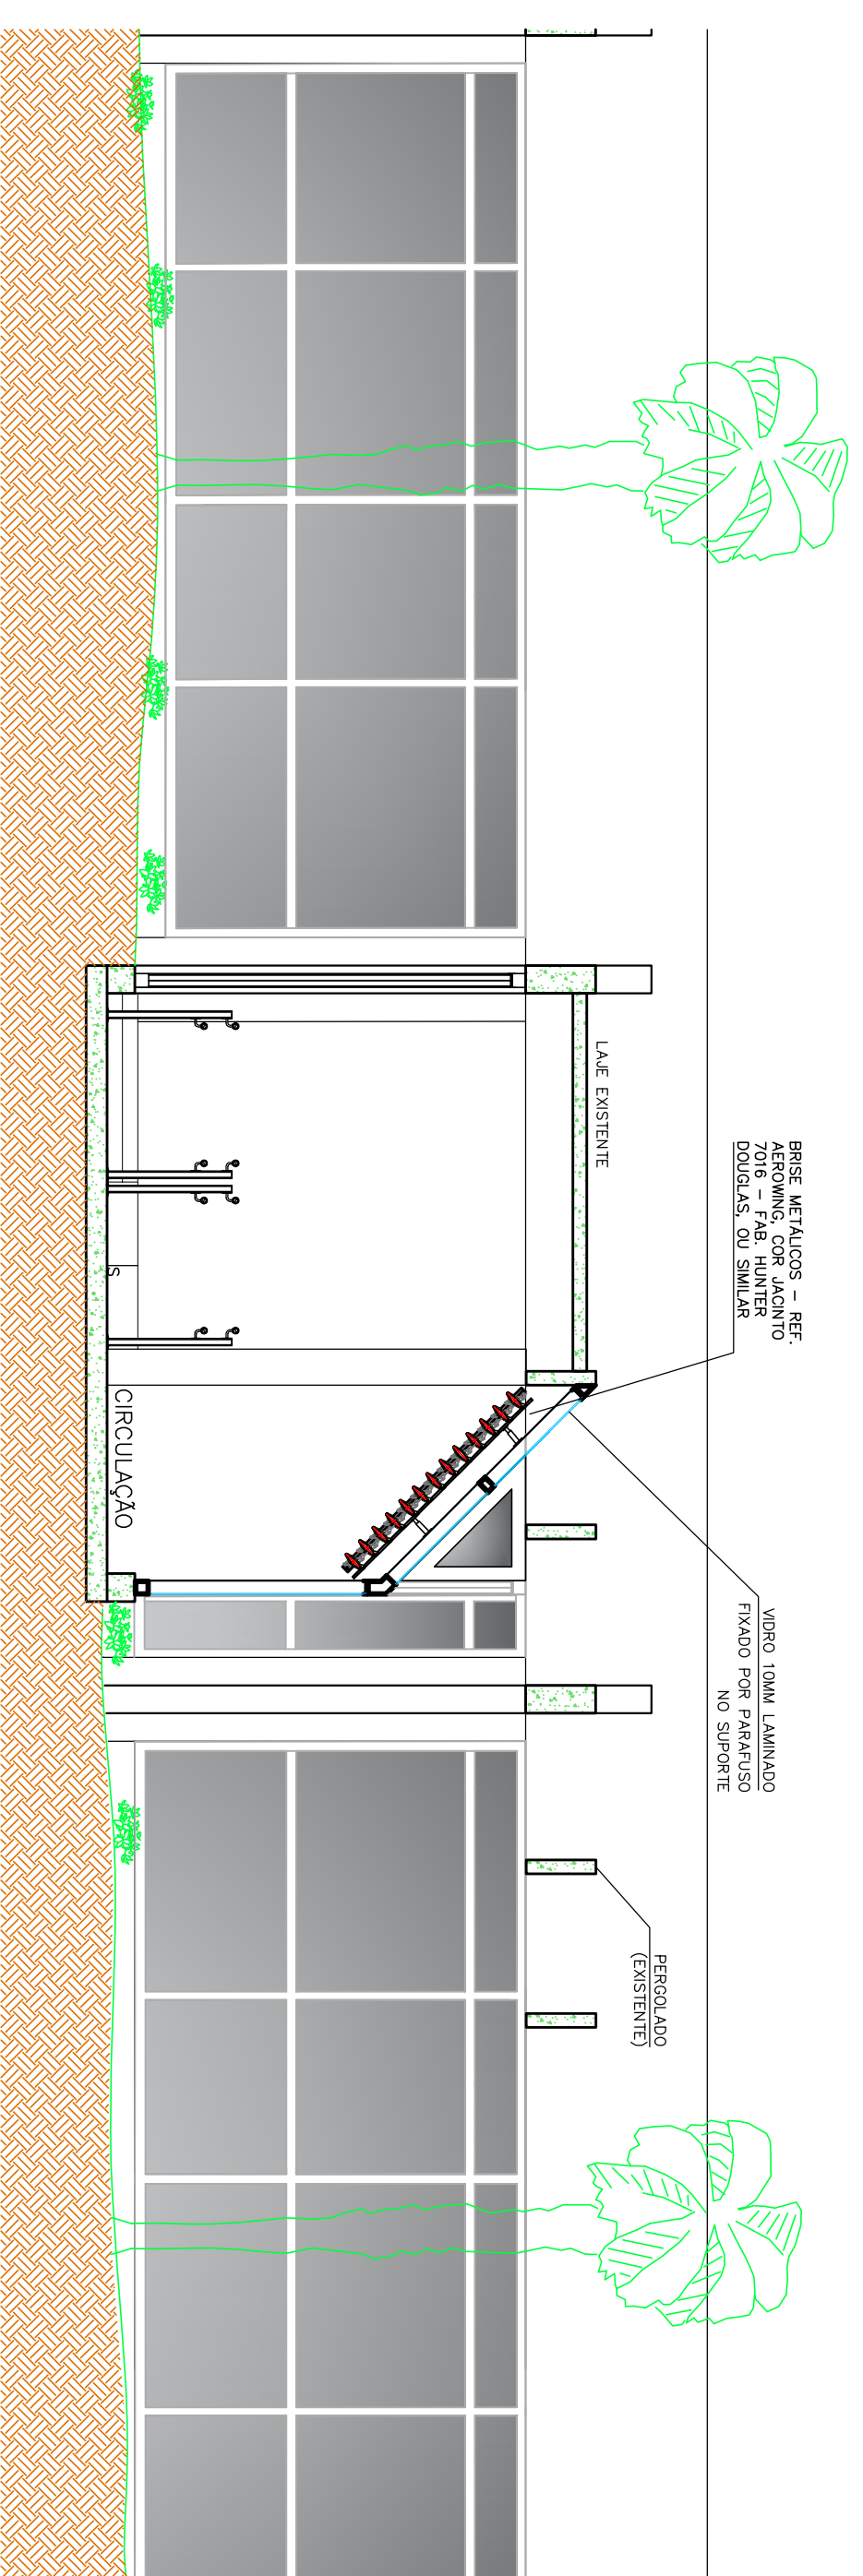 LAJE EXISTENTE
BRISE METÁLICOS – REF.
AEROWING, COR JACINTO
7016 – FAB. HUNTER
DOUGLAS, OU SIMILAR
S
CIRCULAÇÃO
VIDRO 10MM LAMINADO
FIXADO POR PARAFUSO
NO SUPORTE
PERGOLADO
(EXISTENTE)